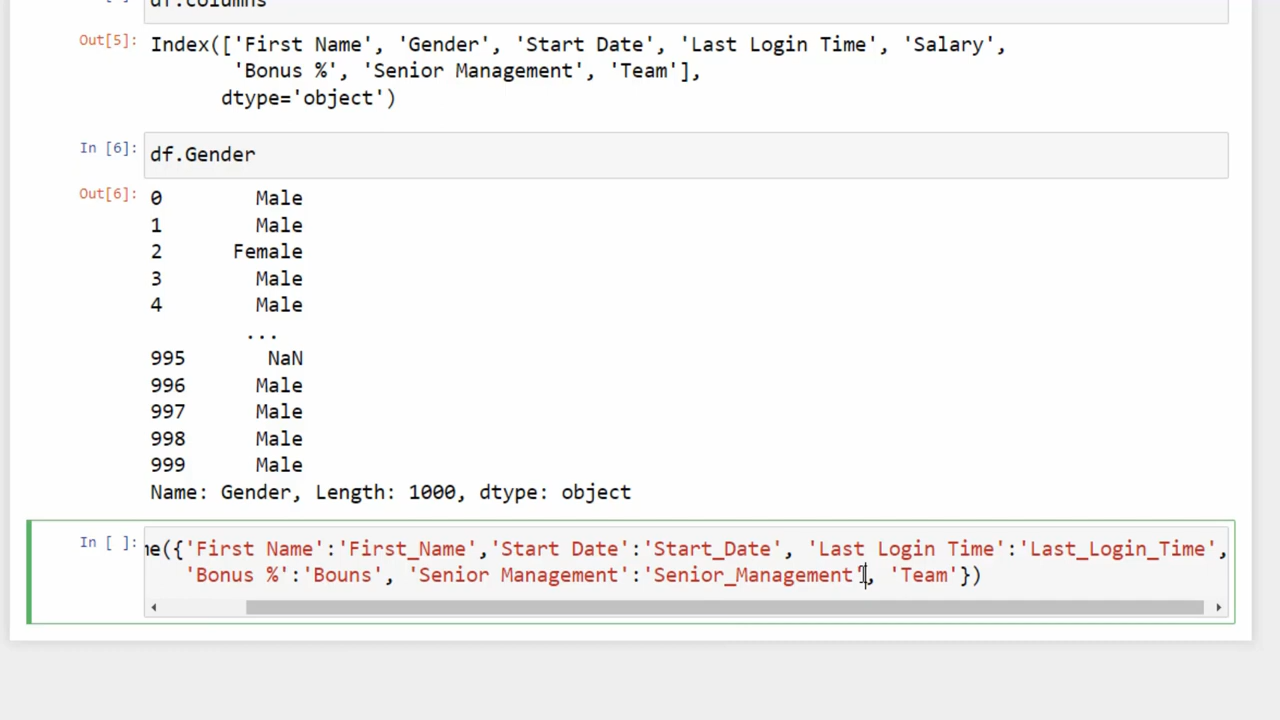 df.columns
Out[5]: Index(['First Name', 'Gender', 'Start Date', 'Last Login Time', 'Salary',
'Bonus %', 'Senior Management', 'Team'],
dtype='object')
In [6]: df.Gender
Out[6]: 0 Male
1 Male
2 Female
3 Male
4 Male
...
995 NaN
996 Male
997 Male
998 Male
999 Male
Name: Gender, Length: 1000, dtype: object
In [ ]: me({'First Name':'First_Name','Start Date':'Start_Date', 'Last Login Time':'Last_Login_Time',
'Bonus %':'Bouns', 'Senior Management':'Senior_Management', 'Team'})